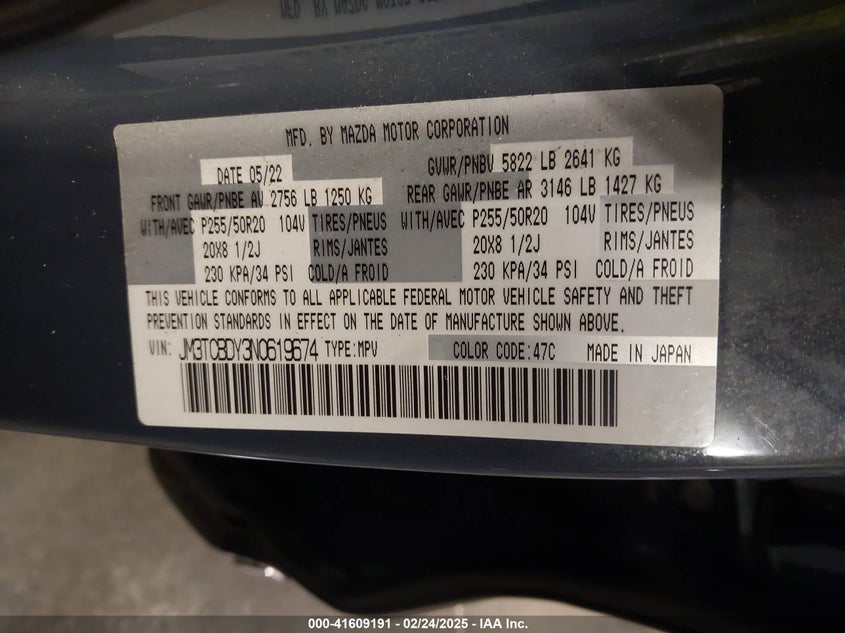 MFD. BY MAZDA MOTOR CORPORATION
DATE 05/22 GVWR/PNBV 5822 LB 2641 KG
FRONT GAWR/PNBE AV 2756 LB 1250 KG REAR GAWR/PNBE AR 3146 LB 1427 KG
WITH/AVEC P255/50R20 104V TIRES/PNEUS WITH/AVEC P255/50R20 104V TIRES/PNEUS
20X8 1/2J RIMS/JANTES 20X8 1/2J RIMS/JANTES
230 KPA/34 PSI COLD/A FROID 230 KPA/34 PSI COLD/A FROID
THIS VEHICLE CONFORMS TO ALL APPLICABLE FEDERAL MOTOR VEHICLE SAFETY AND THEFT
PREVENTION STANDARDS IN EFFECT ON THE DATE OF MANUFACTURE SHOWN ABOVE.
VIN: JM3TCBDY3N0619674 TYPE:MPV COLOR CODE:47C MADE IN JAPAN
000-41609191 - 02/24/2025 - IAA Inc.